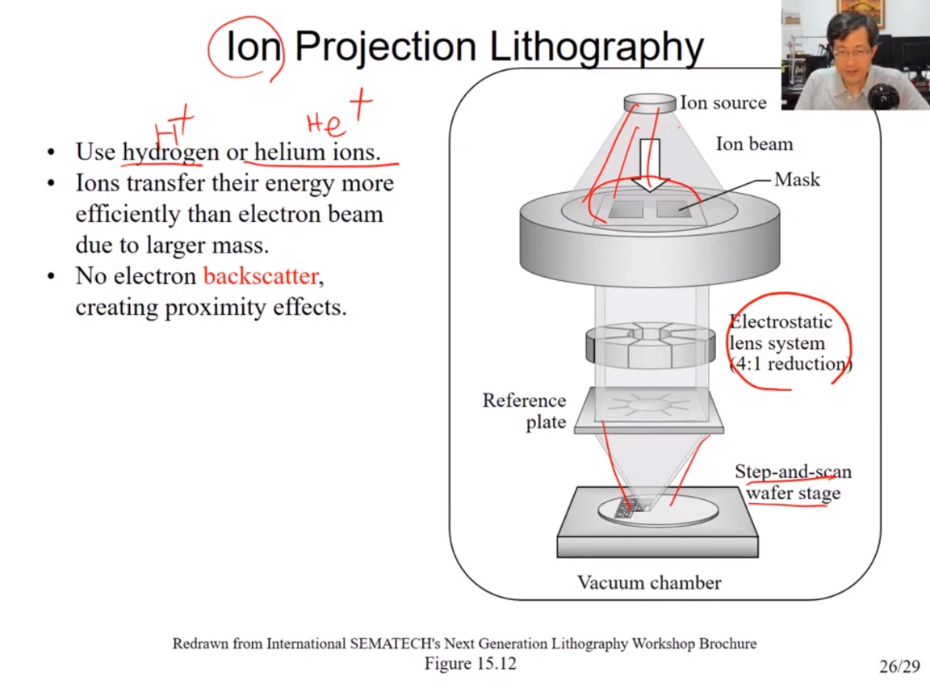 Ion Projection Lithography
H+
He+
• Use hydrogen or helium ions.
• Ions transfer their energy more
efficiently than electron beam
due to larger mass.
• No electron backscatter,
creating proximity effects.
Ion source
Ion beam
Mask
Electrostatic
lens system
(4:1 reduction)
Reference
plate
Step-and-scan
wafer stage
Vacuum chamber
Redrawn from International SEMATECH's Next Generation Lithography Workshop Brochure
Figure 15.12
26/29